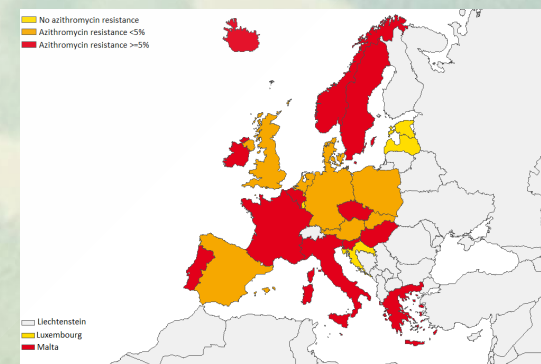 No azithromycin resistance
Azithromycin resistance <5%
Azithromycin resistance >=5%
Liechtenstein
Luxembourg
Malta